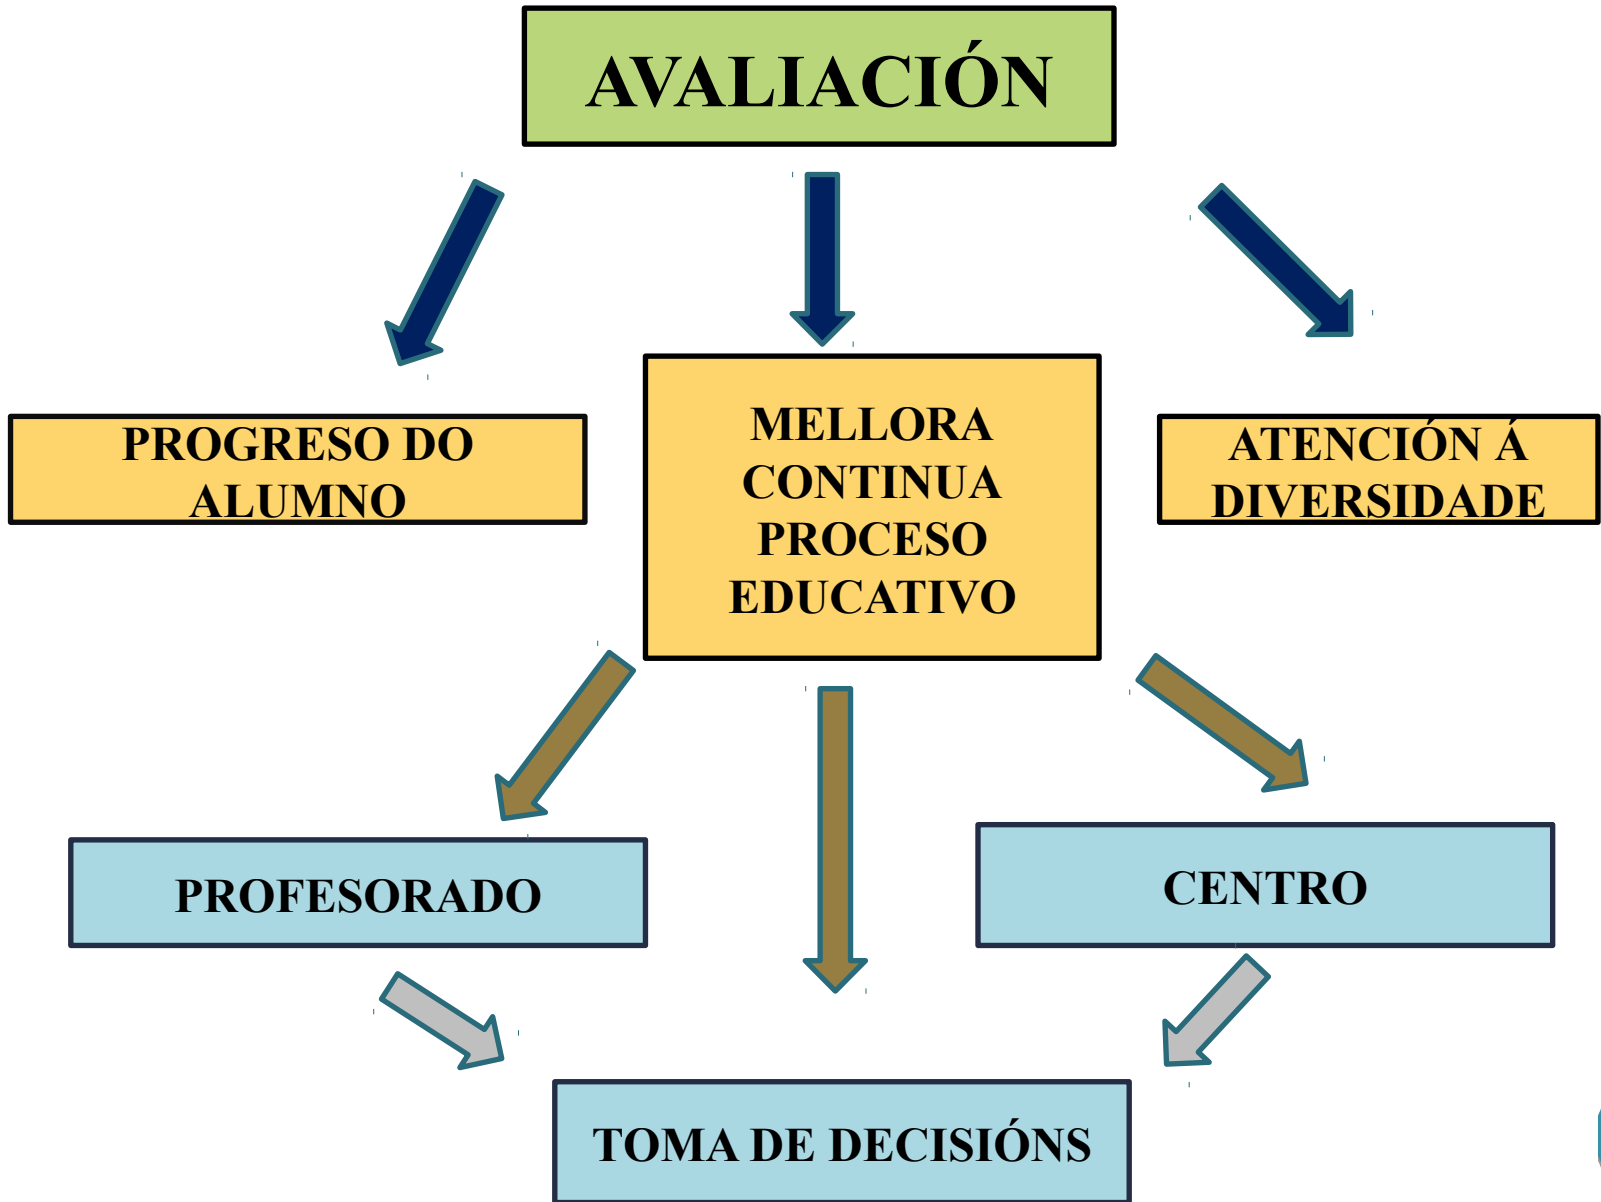 AVALIACIÓN
PROGRESO DO
ALUMNO
MELLORA
CONTINUA
PROCESO
EDUCATIVO
ATENCIÓN Á
DIVERSIDADE
PROFESORADO
CENTRO
TOMA DE DECISIÓNS